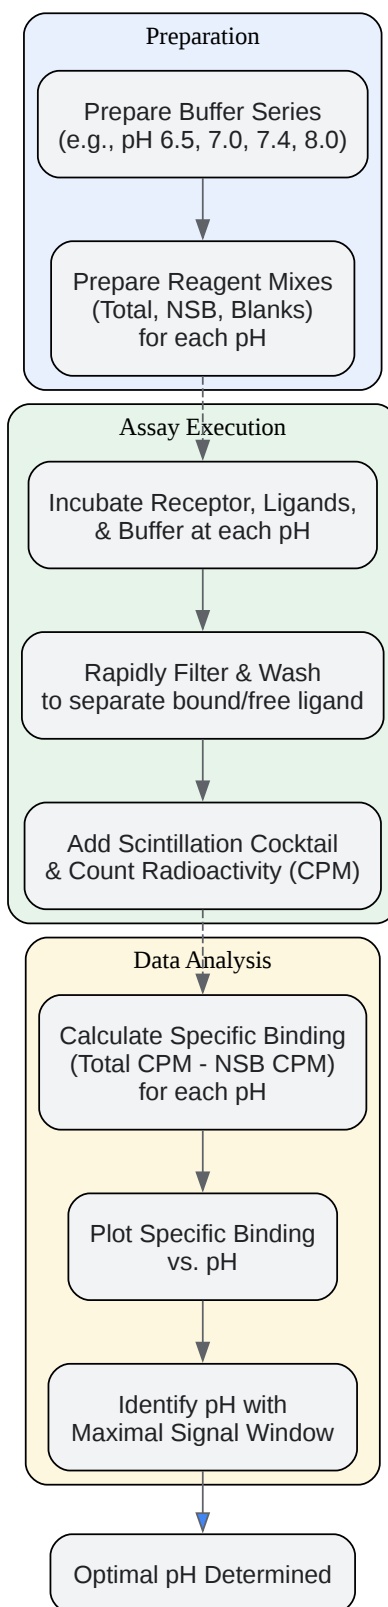 Preparation
Prepare Buffer Series
(e.g., pH 6.5, 7.0, 7.4, 8.0)
Prepare Reagent Mixes
(Total, NSB, Blanks)
for each pH
Assay Execution
Incubate Receptor, Ligands,
& Buffer at each pH
Rapidly Filter & Wash
to separate bound/free ligand
Add Scintillation Cocktail
& Count Radioactivity (CPM)
Data Analysis
Calculate Specific Binding
(Total CPM - NSB CPM)
for each pH
Plot Specific Binding
vs. pH
Identify pH with
Maximal Signal Window
Optimal pH Determined